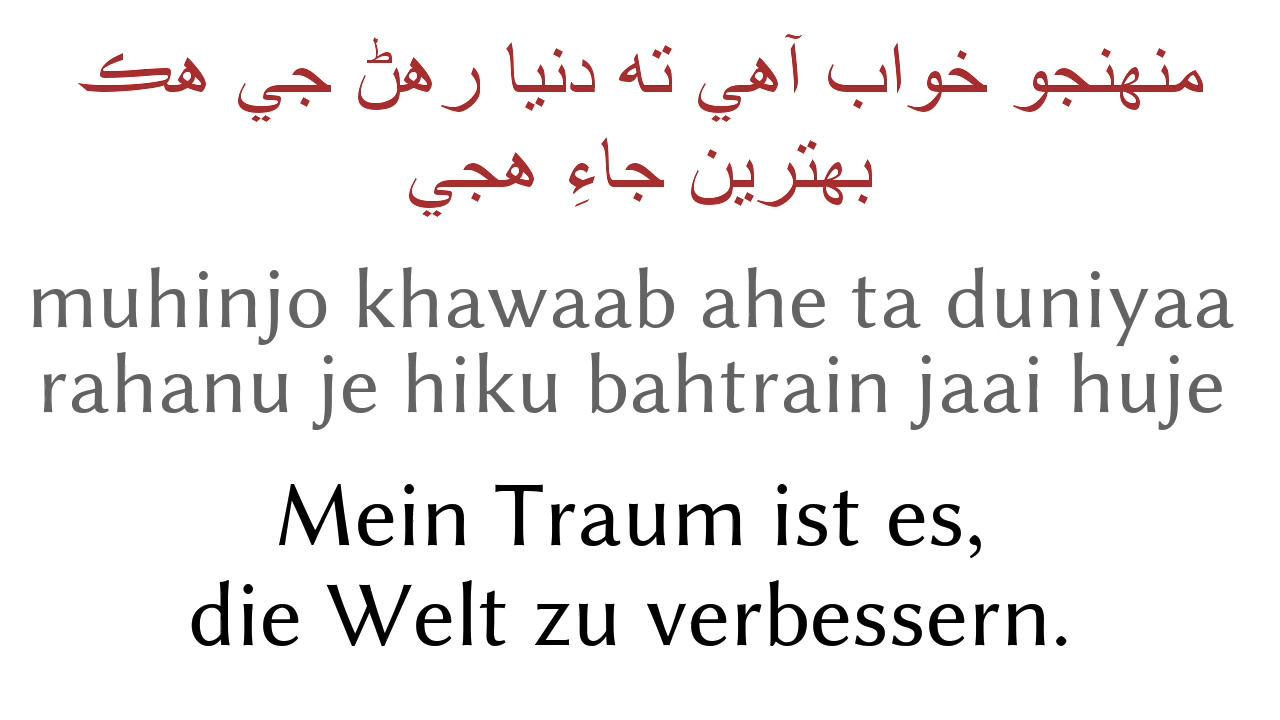 منهنجو خواب آهي ته دنيا رهڻ جي هڪ
بهترين جاءِ هجي
muhinjo khawaab ahe ta duniyaa
rahanu je hiku bahtrain jaai huje
Mein Traum ist es,
die Welt zu verbessern.